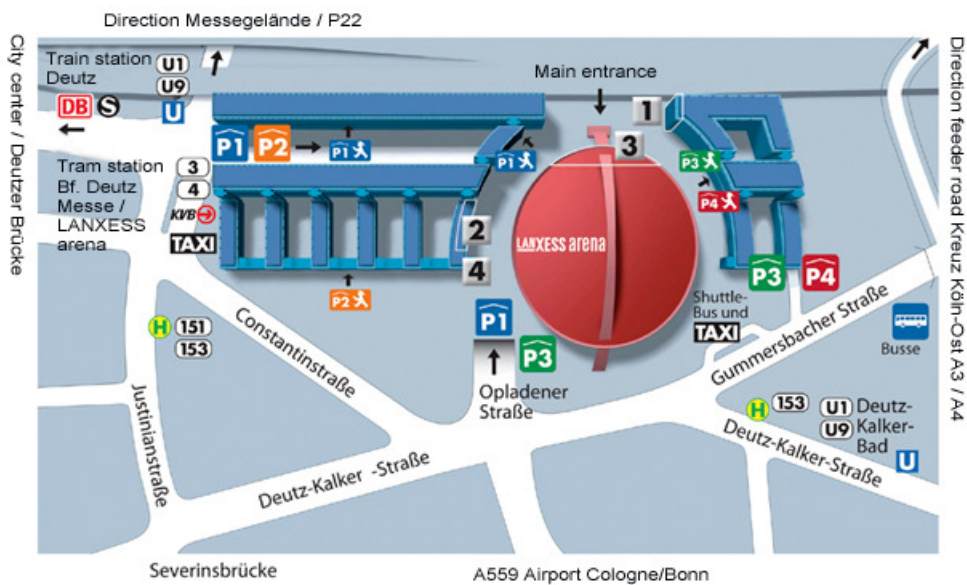 Direction Messegelände / P22
City center / Deutzer Brücke
Direction feeder road Kreuz Köln-Ost A3 / A4
Train station
Deutz
U1
U9
DB
S
U
Main entrance
1
P1
P2
P1
P1
3
P3
P4
Tram station
Bf. Deutz
Messe /
LANXESS
arena
3
4
KVB
TAXI
2
LANXESS arena
4
P3
P4
P2
P1
P3
Shuttle-
Bus und
TAXI
Gummersbacher Straße
Busse
H
151
153
Constantinstraße
Justinianstraße
Opladener
Straße
H
153
U1
U9
Deutz-
Kalker-
Bad
U
Deutz-Kalker-Straße
Deutz-Kalker -Straße
Severinsbrücke
A559 Airport Cologne/Bonn